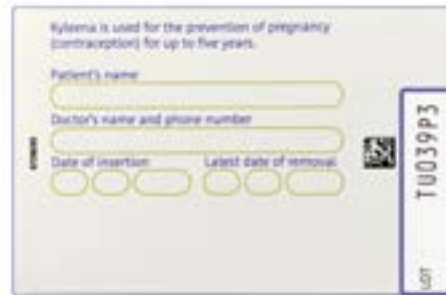 Kyleena is used for the prevention of pregnancy
(contraception) for up to five years.
Patient's name
Doctor's name and phone number
Date of insertion Latest date of removal
LOT TU039P3